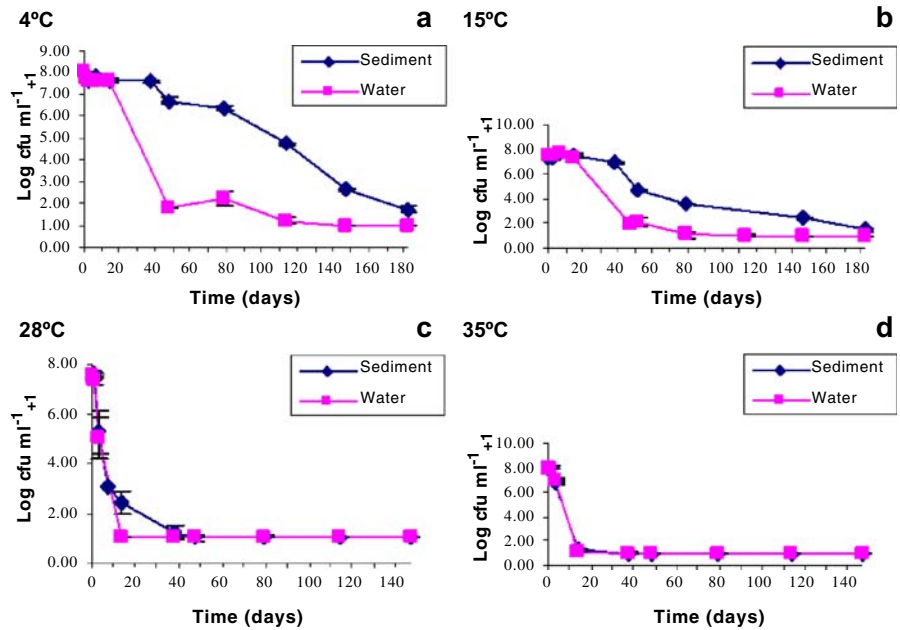 4ºC
a
9.00
8.00
7.00
6.00
5.00
4.00
3.00
2.00
1.00
0.00
Log cfu ml⁻¹+1
Sediment
Water
0 20 40 60 80 100 120 140 160 180
Time (days)
15ºC
b
10.00
8.00
6.00
4.00
2.00
0.00
Log cfu ml⁻¹+1
Sediment
Water
0 20 40 60 80 100 120 140 160 180
Time (days)
28ºC
c
8.00
6.00
4.00
2.00
0.00
Log cfu ml⁻¹+1
Sediment
Water
0 20 40 60 80 100 120 140
Time (days)
35ºC
d
10.00
8.00
6.00
4.00
2.00
0.00
Log cfu ml⁻¹+1
Sediment
Water
0 20 40 60 80 100 120 140
Time (days)